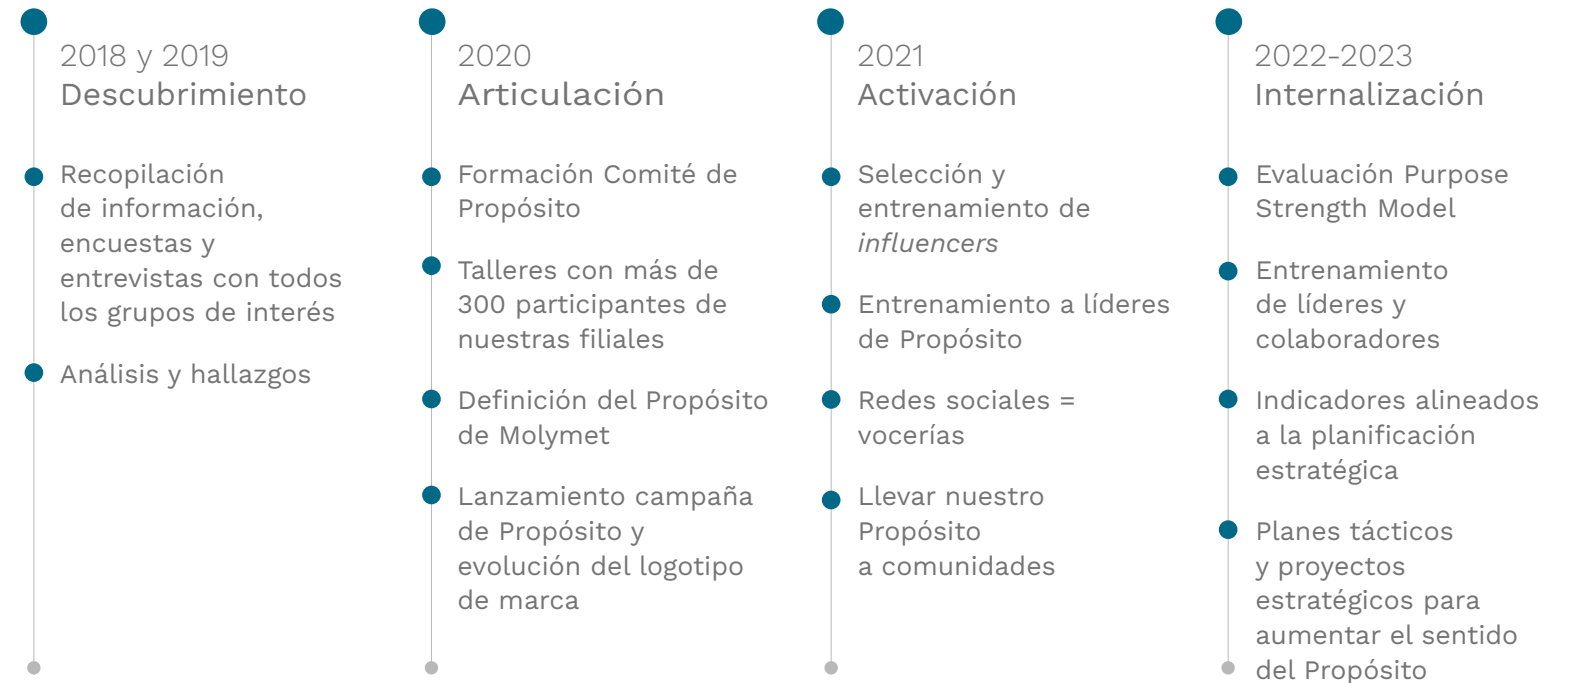 2018 y 2019
Descubrimiento
Recopilación
de información,
encuestas y
entrevistas con todos
los grupos de interés
Análisis y hallazgos
2020
Articulación
Formación Comité de
Propósito
Talleres con más de
300 participantes de
nuestras filiales
Definición del Propósito
de Molymet
Lanzamiento campaña
de Propósito y
evolución del logotipo
de marca
2021
Activación
Selección y
entrenamiento de
influencers
Entrenamiento a líderes
de Propósito
Redes sociales =
vocerías
Llevar nuestro
Propósito
a comunidades
2022-2023
Internalización
Evaluación Purpose
Strength Model
Entrenamiento
de líderes y
colaboradores
Indicadores alineados
a la planificación
estratégica
Planes tácticos
y proyectos
estratégicos para
aumentar el sentido
del Propósito